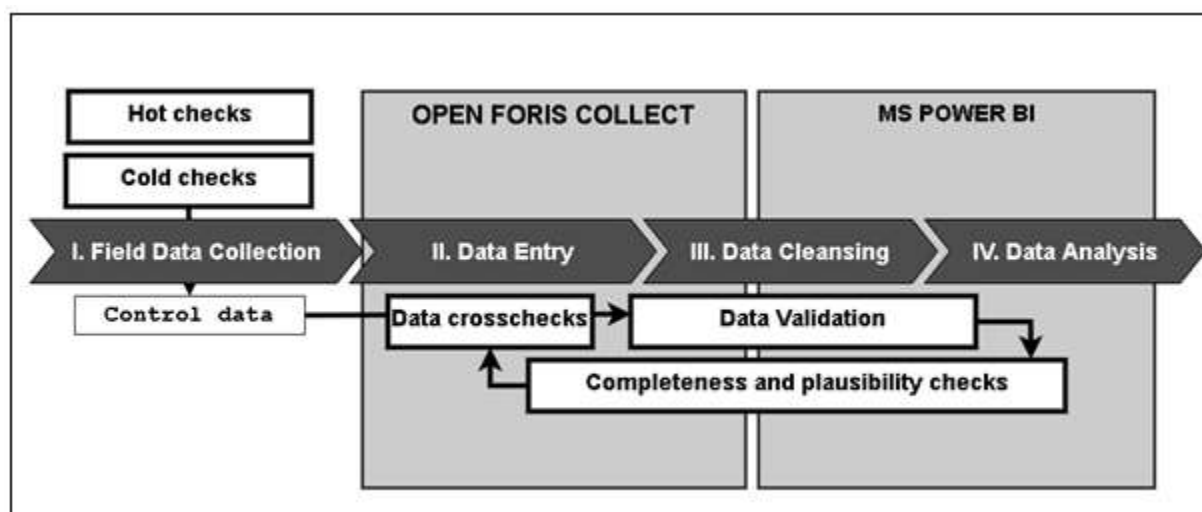 Hot checks
OPEN FORIS COLLECT
MS POWER BI
Cold checks
I. Field Data Collection
II. Data Entry
III. Data Cleansing
IV. Data Analysis
Control data
Data crosschecks
Data Validation
Completeness and plausibility checks